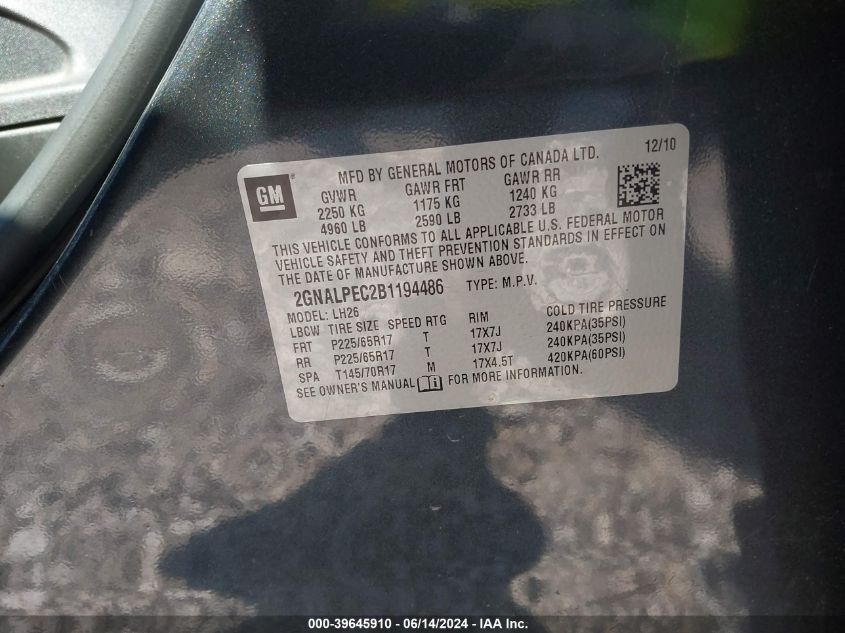 MFD BY GENERAL MOTORS OF CANADA LTD. 12/10
GM
GVWR GAWR FRT GAWR RR
2250 KG 1175 KG 1240 KG
4960 LB 2590 LB 2733 LB
THIS VEHICLE CONFORMS TO ALL APPLICABLE U.S. FEDERAL MOTOR
VEHICLE SAFETY AND THEFT PREVENTION STANDARDS IN EFFECT ON
THE DATE OF MANUFACTURE SHOWN ABOVE.
2GNALPEC2B1194486 TYPE: M.P.V.
MODEL: LH26
LBCW TIRE SIZE SPEED RTG RIM COLD TIRE PRESSURE
FRT P225/65R17 T 17X7J 240KPA(35PSI)
RR P225/65R17 T 17X7J 240KPA(35PSI)
SPA T145/70R17 M 17X4.5T 420KPA(60PSI)
SEE OWNER'S MANUAL FOR MORE INFORMATION.
000-39645910 - 06/14/2024 - IAA Inc.